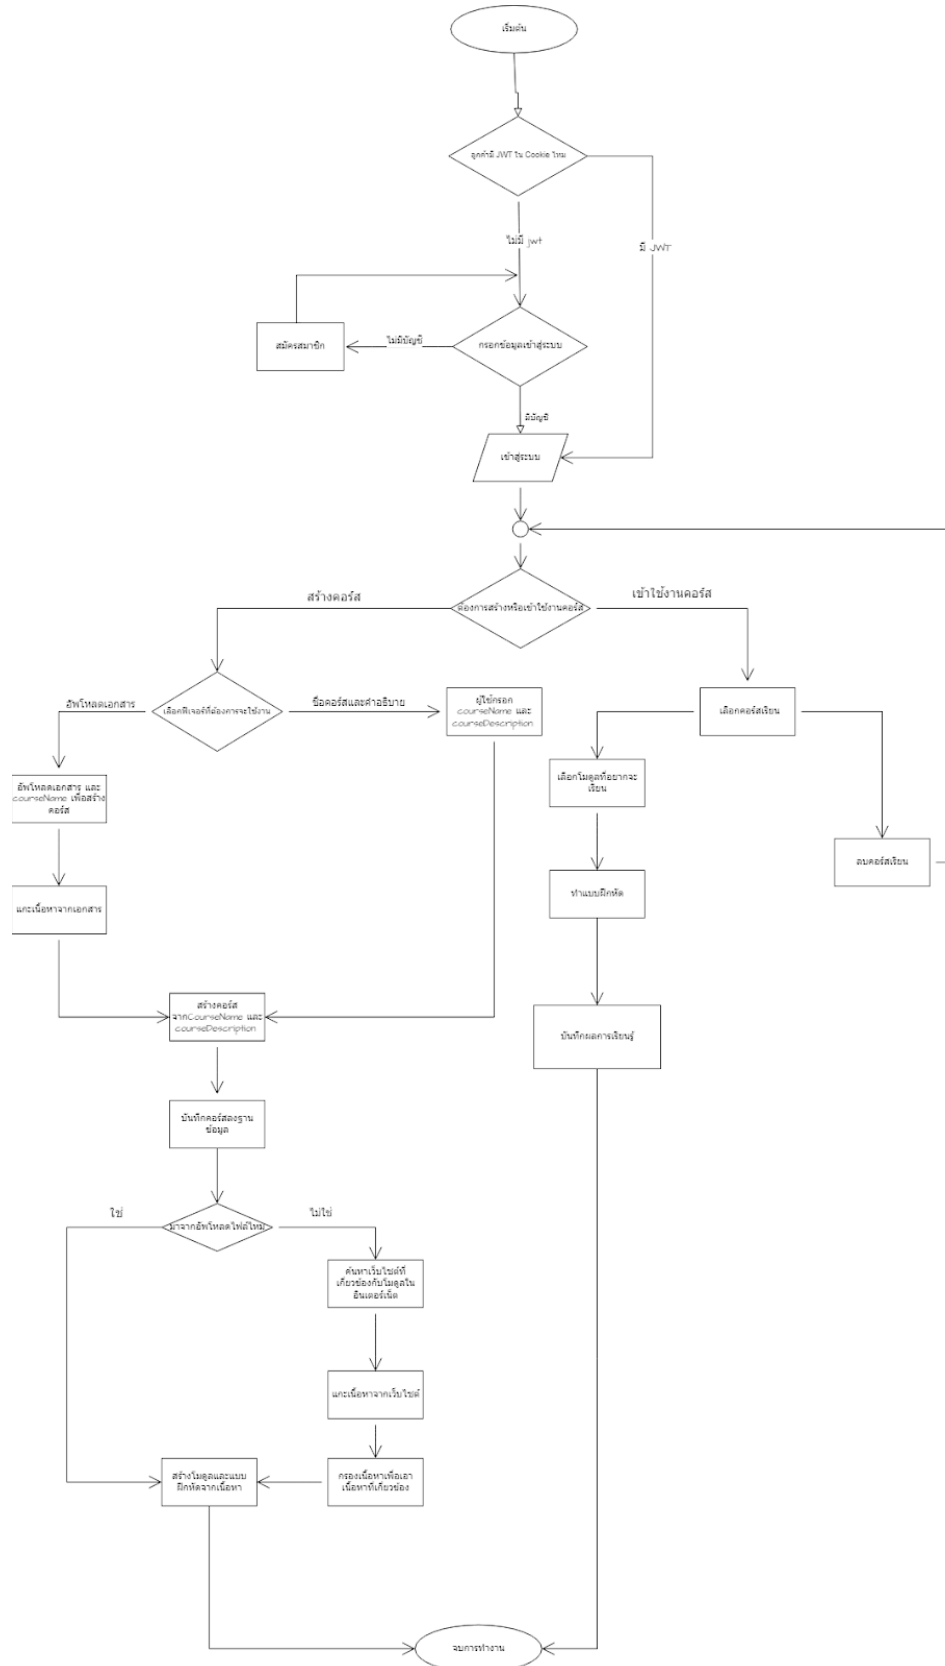 เริ่มต้น
ลูกค้ามี JWT ใน Cookie ไหม
ไม่มี jwt
มี JWT
สมัครสมาชิก
ไม่มีบัญชี
กรอกข้อมูลเข้าสู่ระบบ
มีบัญชี
เข้าสู่ระบบ
สร้างคอร์ส
ต้องการสร้างหรือเข้าใช้งานคอร์ส
เข้าใช้งานคอร์ส
อัพโหลดเอกสาร
เลือกฟีเจอร์ที่ต้องการจะใช้งาน
ชื่อคอร์สและคำอธิบาย
ผู้ใช้กรอก
courseName และ
courseDescription
เลือกคอร์สเรียน
อัพโหลดเอกสาร และ
courseName เพื่อสร้าง
คอร์ส
เลือกโมดูลที่อยากจะ
เรียน
ลบคอร์สเรียน
แกะเนื้อหาจากเอกสาร
ทำแบบฝึกหัด
สร้างคอร์ส
จากCourseName และ
courseDescription
บันทึกผลการเรียนรู้
บันทึกคอร์สลงฐาน
ข้อมูล
ใช่
มาจากอัพโหลดไฟล์ไหม
ไม่ใช่
ค้นหาเว็บไซต์ที่
เกี่ยวข้องกับโมดูลใน
อินเตอร์เน็ต
แกะเนื้อหาจากเว็บไซต์
สร้างโมดูลและแบบ
ฝึกหัดจากเนื้อหา
กรองเนื้อหาเพื่อเอา
เนื้อหาที่เกี่ยวข้อง
จบการทำงาน